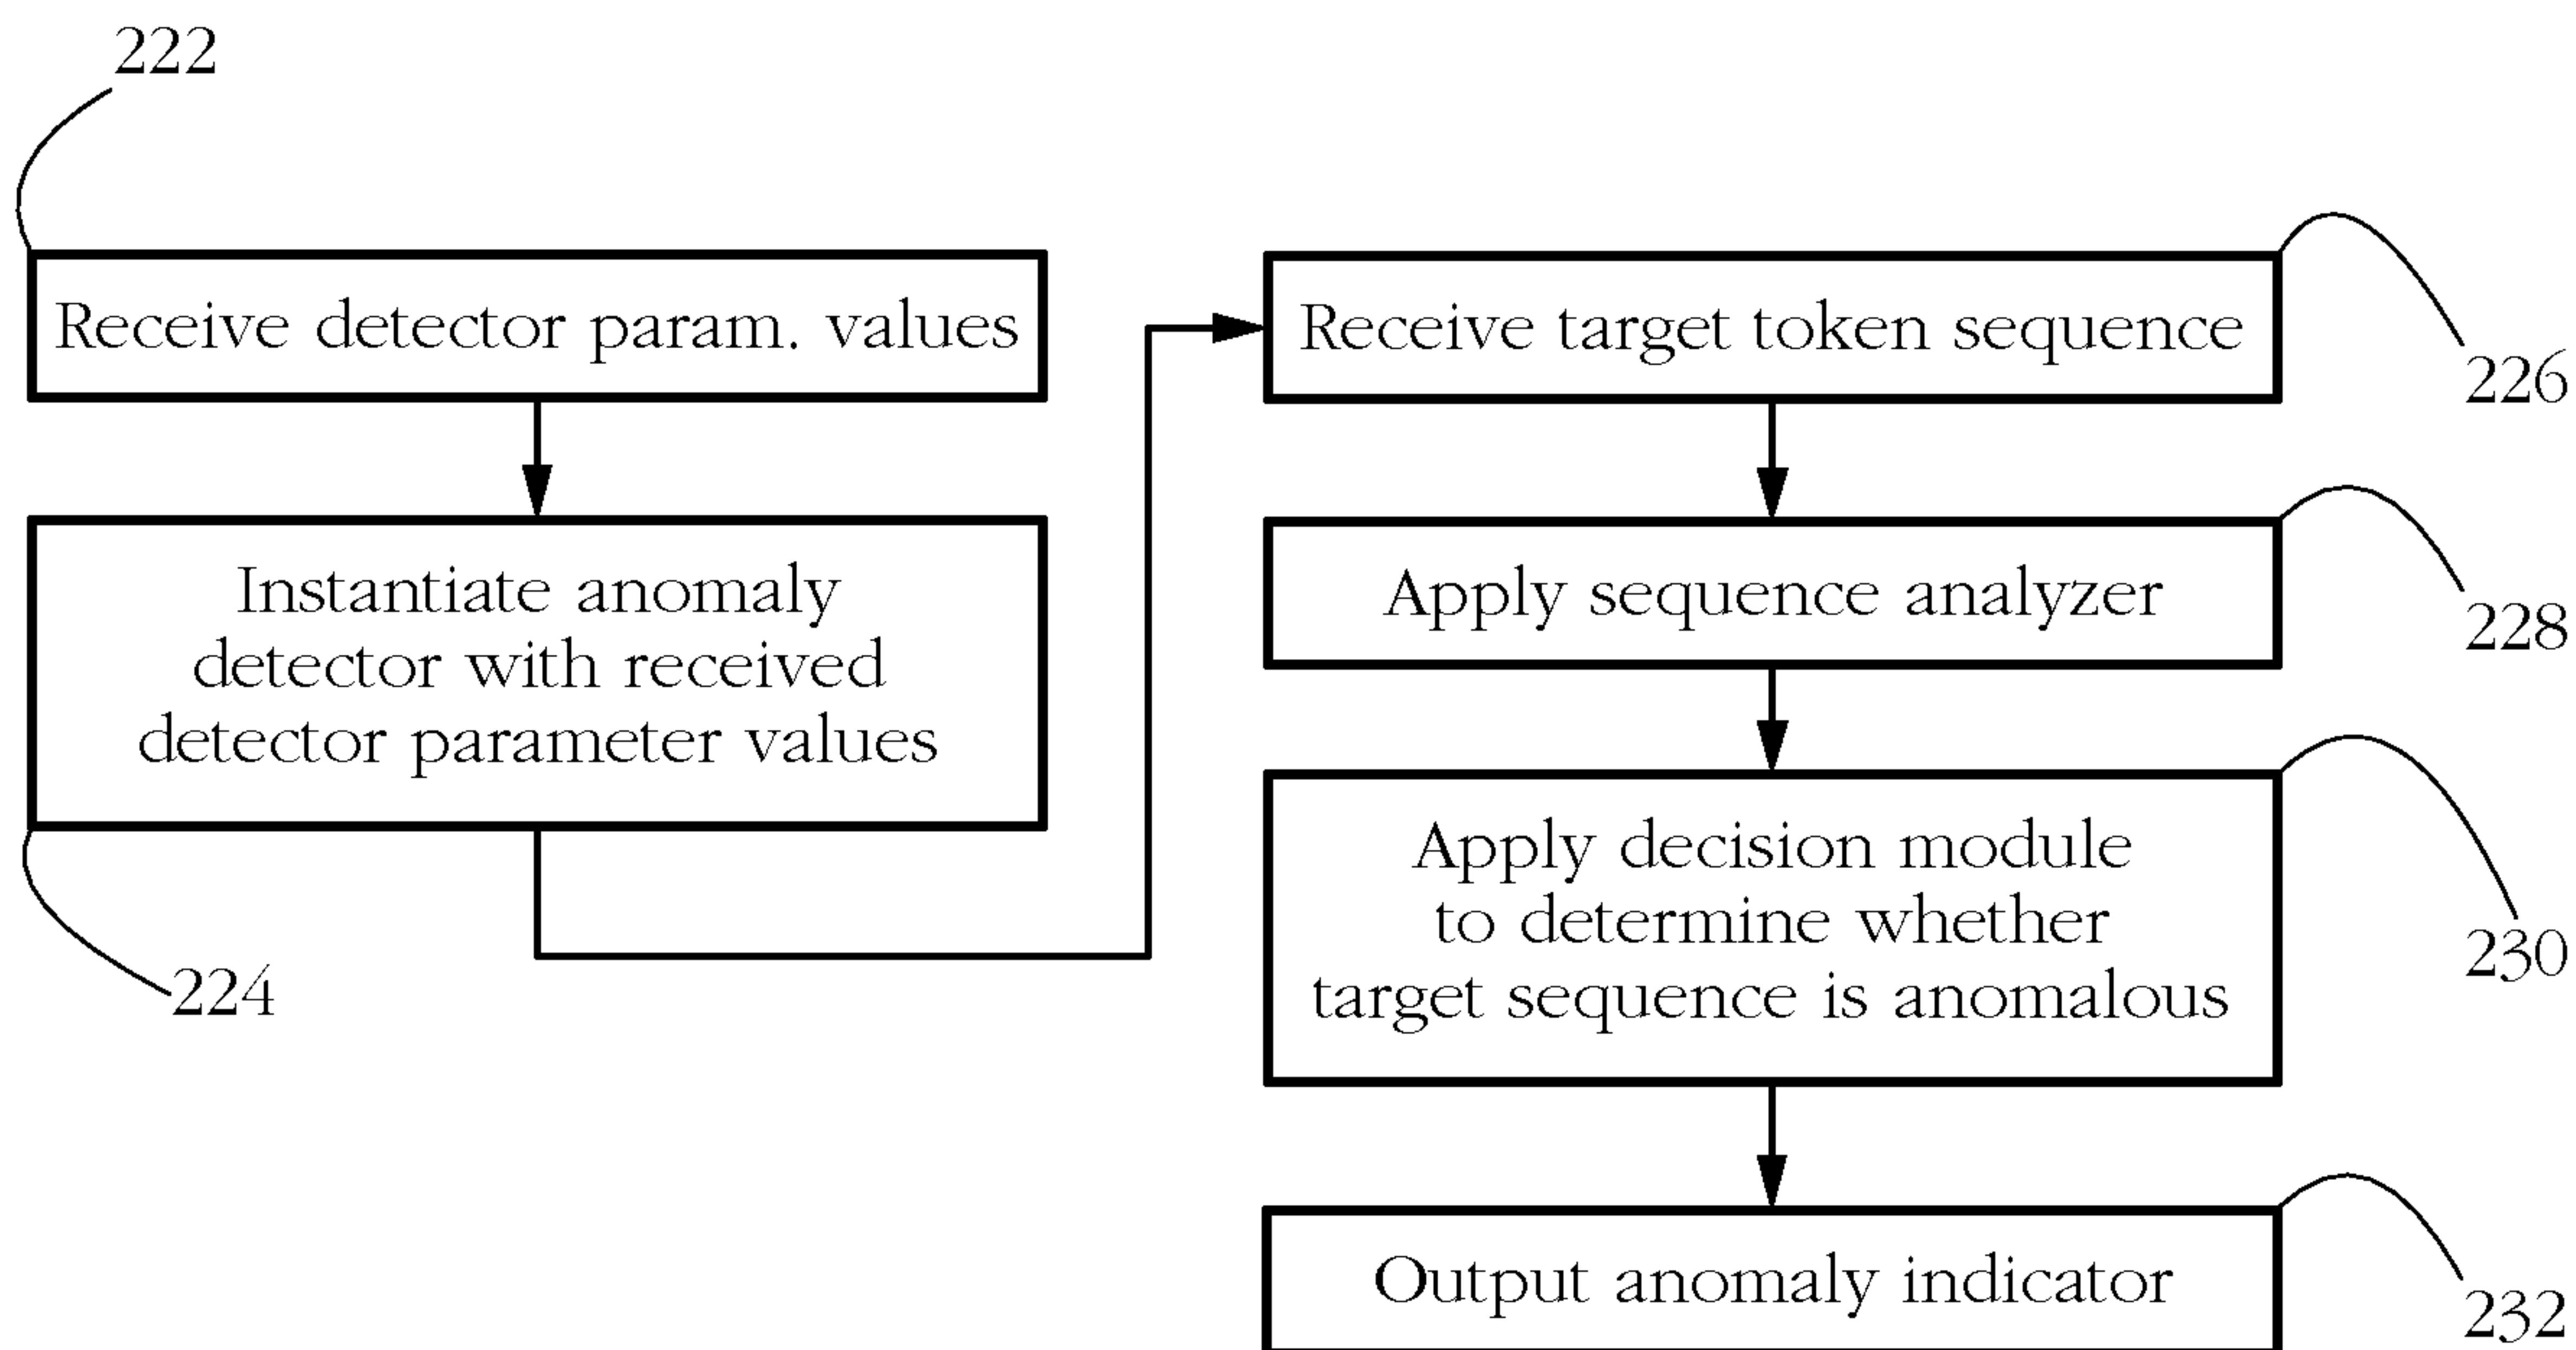 222
Receive detector param. values
Instantiate anomaly
detector with received
detector parameter values
224
Receive target token sequence
226
Apply sequence analyzer
228
Apply decision module
to determine whether
target sequence is anomalous
230
Output anomaly indicator
232